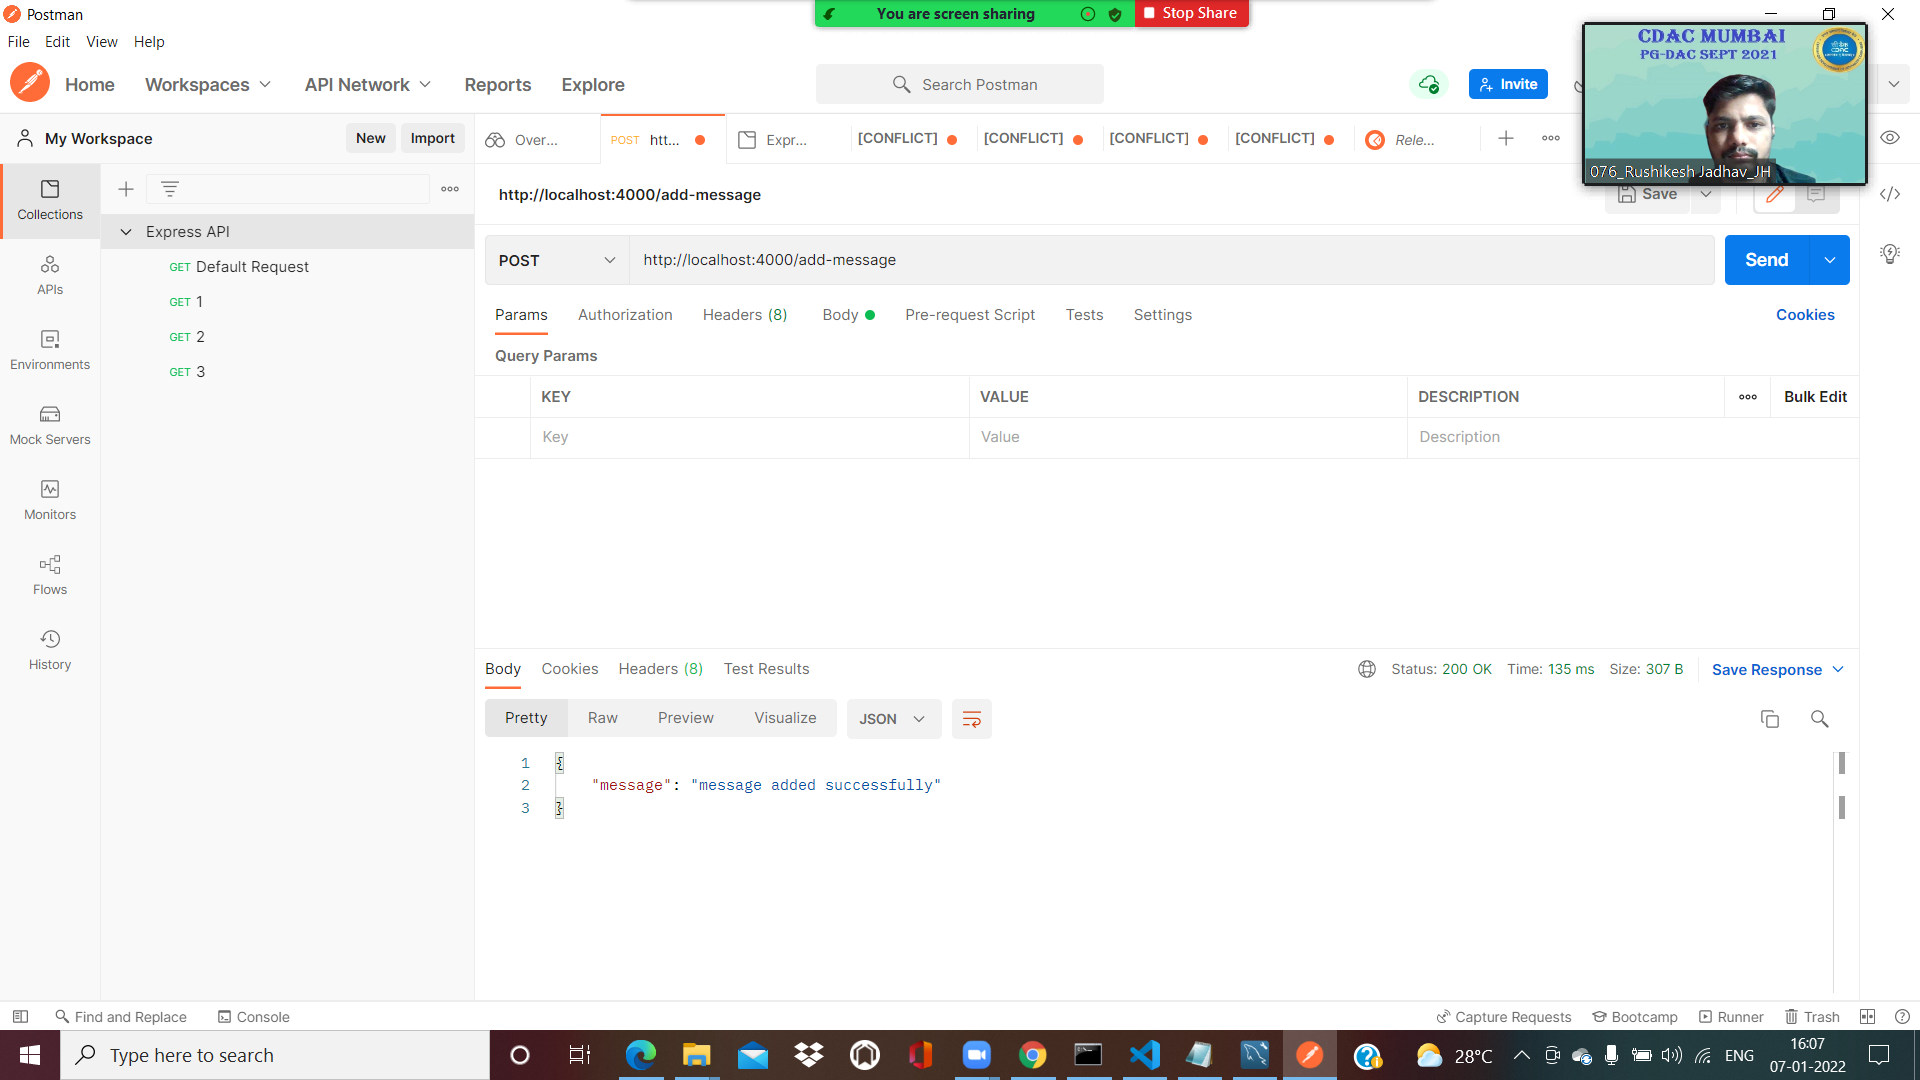 Postman
You are screen sharing
Stop Share
File Edit View Help
CDAC MUMBAI
PG-DAC SEPT 2021
076_Rushikesh Jadhav_JH
Home Workspaces API Network Reports Explore
Search Postman
Invite
My Workspace
New Import
Over...
POST htt...
Expr...
[CONFLICT] [CONFLICT] [CONFLICT] [CONFLICT]
Rele...
Collections
APIs
Environments
Mock Servers
Monitors
Flows
History
Express API
GET Default Request
GET 1
GET 2
GET 3
http://localhost:4000/add-message
Save
POST http://localhost:4000/add-message
Send
Params Authorization Headers (8) Body Pre-request Script Tests Settings
Cookies
Query Params
KEY VALUE DESCRIPTION Bulk Edit
Key Value Description
Body Cookies Headers (8) Test Results
Status: 200 OK Time: 135 ms Size: 307 B Save Response
Pretty Raw Preview Visualize JSON
1 {
2 "message": "message added successfully"
3 }
Find and Replace Console
Capture Requests Bootcamp Runner Trash
Type here to search
28°C
ENG
16:07
07-01-2022